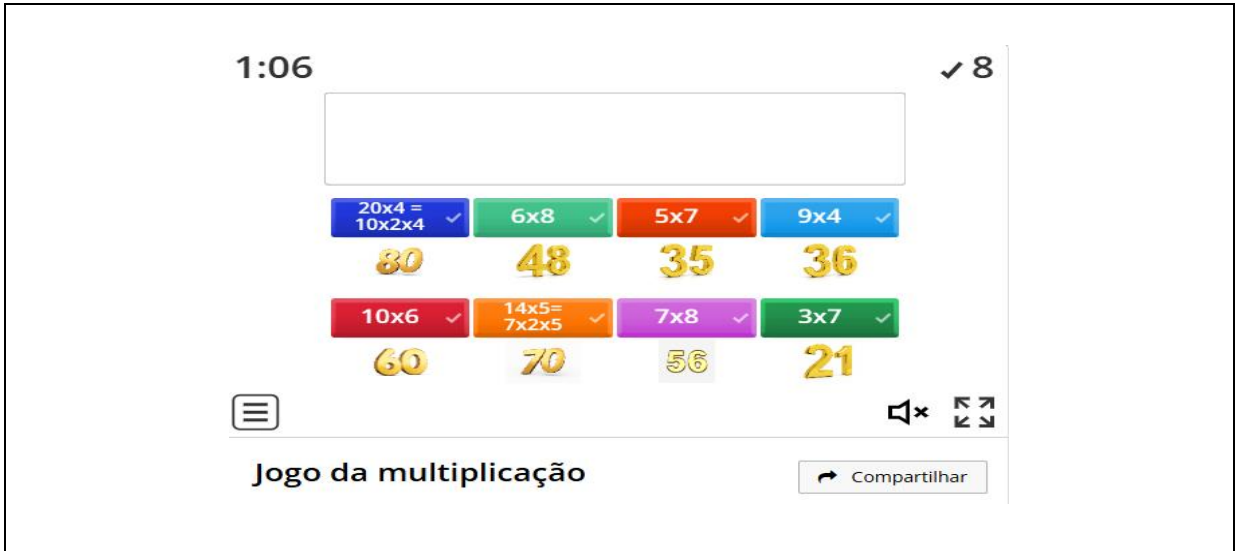 1:06
✓ 8
20x4 =
10x2x4
6x8
5x7
9x4
80
48
35
36
10x6
14x5=
7x2x5
7x8
3x7
60
70
56
21
Jogo da multiplicação
Compartilhar